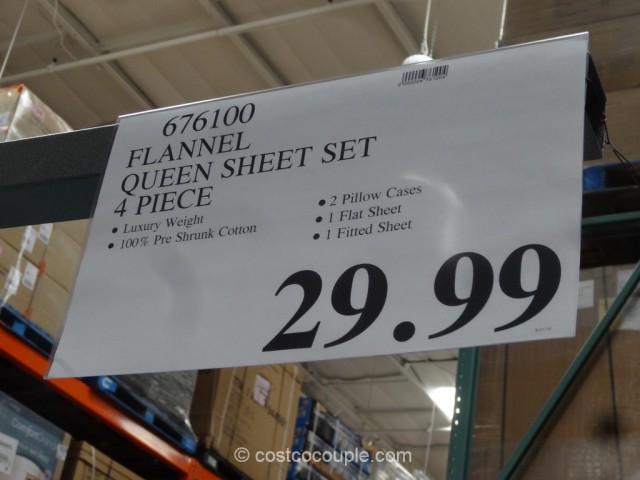 676100
FLANNEL
QUEEN SHEET SET
4 PIECE
• Luxury Weight
• 100% Pre Shrunk Cotton
• 2 Pillow Cases
• 1 Flat Sheet
• 1 Fitted Sheet
29.99
© costcocouple.com